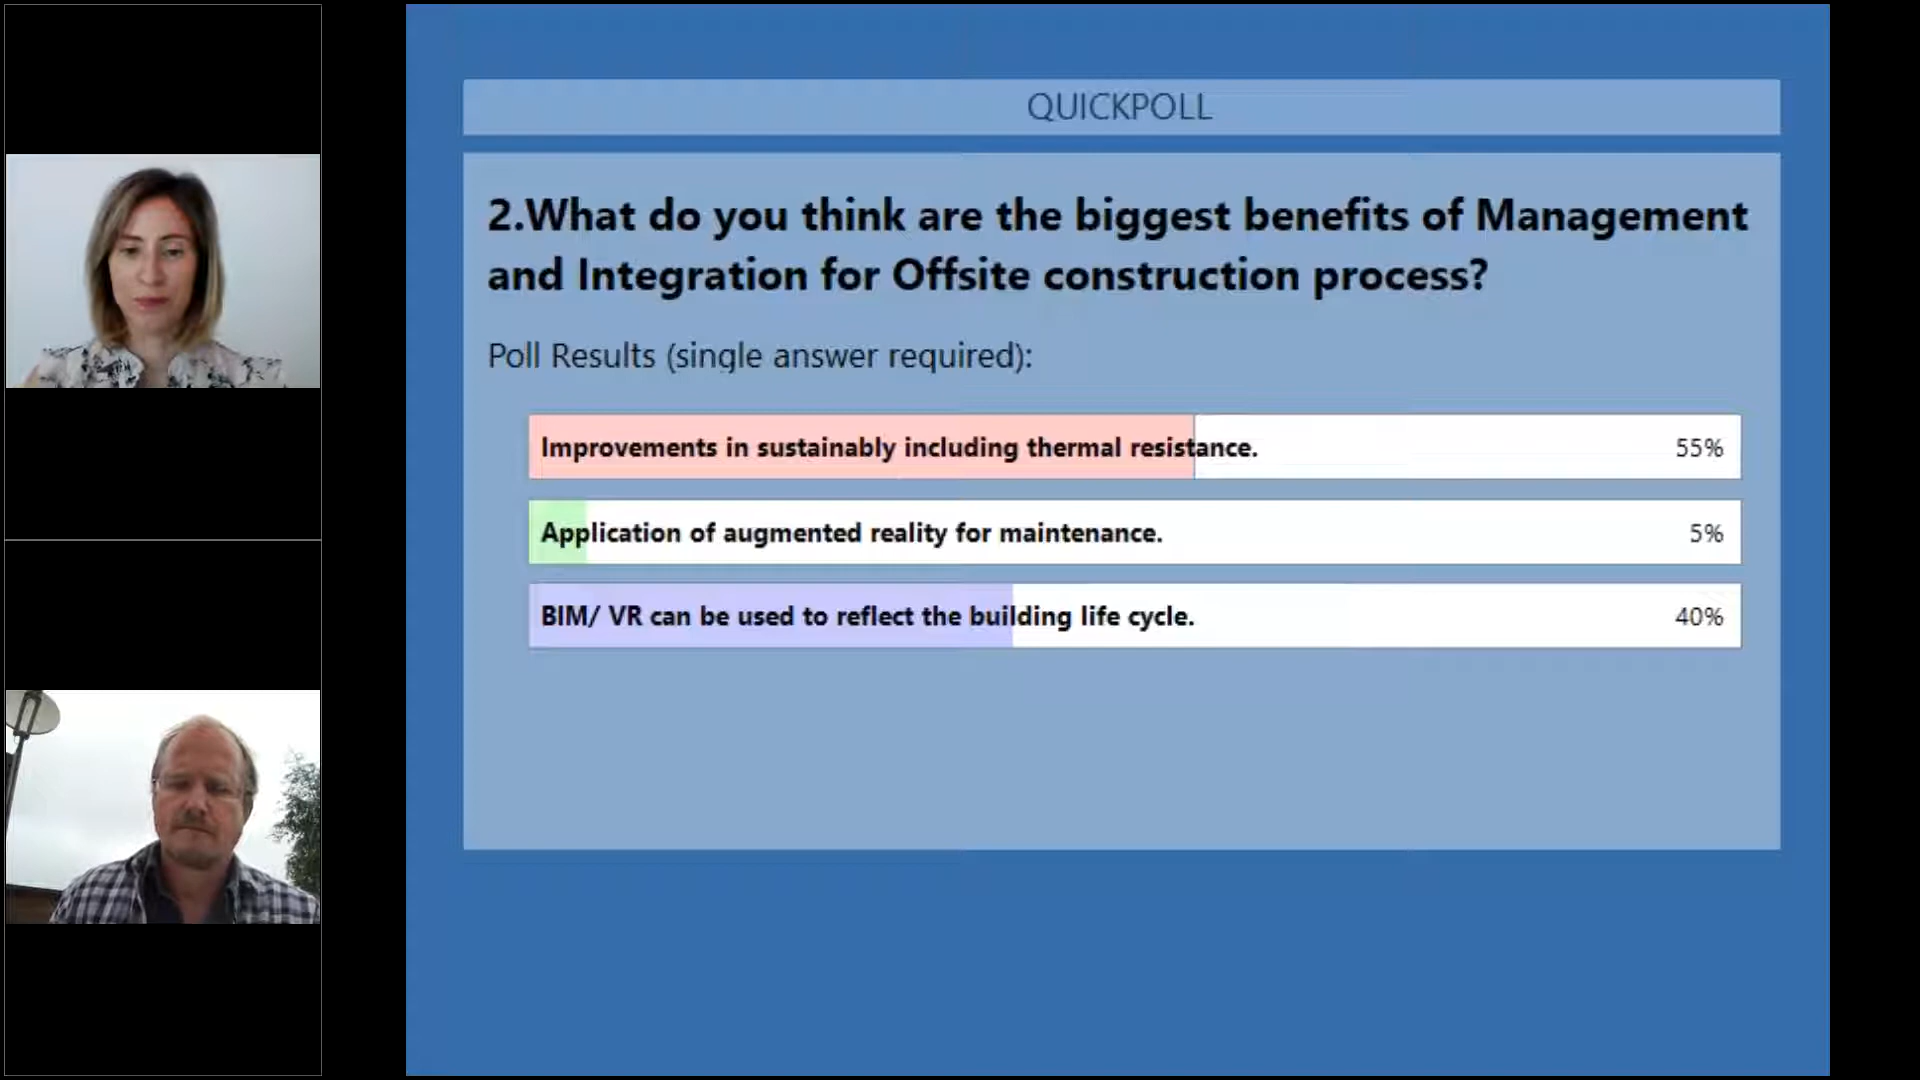 QUICKPOLL
2.What do you think are the biggest benefits of Management
and Integration for Offsite construction process?
Poll Results (single answer required):
Improvements in sustainably including thermal resistance. 55%
Application of augmented reality for maintenance. 5%
BIM/ VR can be used to reflect the building life cycle. 40%